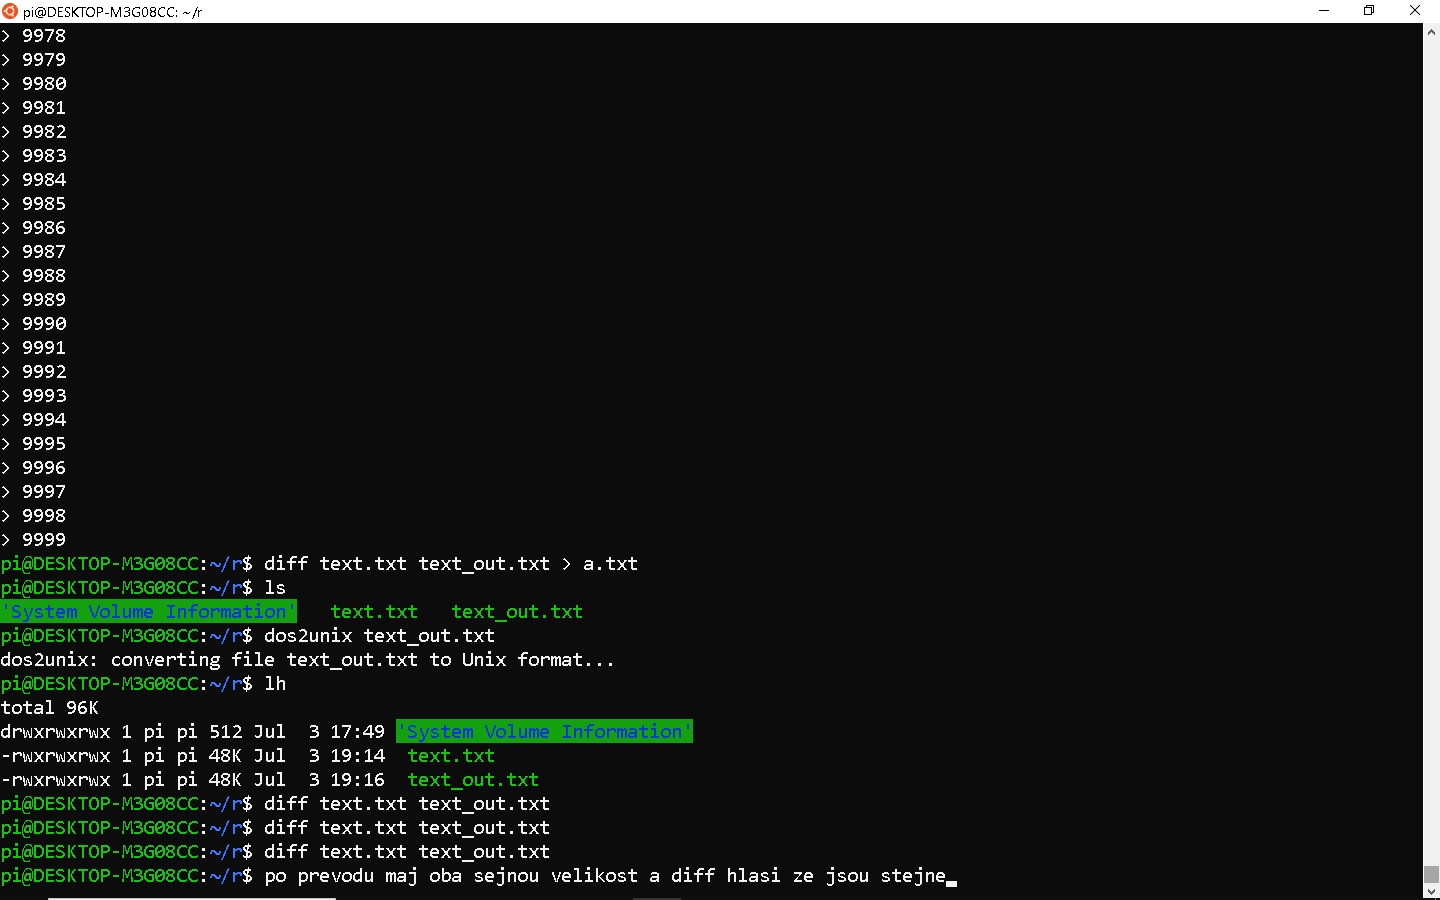 pi@DESKTOP-M3G08CC: ~/r
> 9978
> 9979
> 9980
> 9981
> 9982
> 9983
> 9984
> 9985
> 9986
> 9987
> 9988
> 9989
> 9990
> 9991
> 9992
> 9993
> 9994
> 9995
> 9996
> 9997
> 9998
> 9999
pi@DESKTOP-M3G08CC:~/r$ diff text.txt text_out.txt > a.txt
pi@DESKTOP-M3G08CC:~/r$ ls
'System Volume Information'   text.txt   text_out.txt
pi@DESKTOP-M3G08CC:~/r$ dos2unix text_out.txt
dos2unix: converting file text_out.txt to Unix format...
pi@DESKTOP-M3G08CC:~/r$ lh
total 96K
drwxrwxrwx 1 pi pi 512 Jul  3 17:49 'System Volume Information'
-rwxrwxrwx 1 pi pi 48K Jul  3 19:14  text.txt
-rwxrwxrwx 1 pi pi 48K Jul  3 19:16  text_out.txt
pi@DESKTOP-M3G08CC:~/r$ diff text.txt text_out.txt
pi@DESKTOP-M3G08CC:~/r$ diff text.txt text_out.txt
pi@DESKTOP-M3G08CC:~/r$ diff text.txt text_out.txt
pi@DESKTOP-M3G08CC:~/r$ po prevodu maj oba sejnou velikost a diff hlasi ze jsou stejne